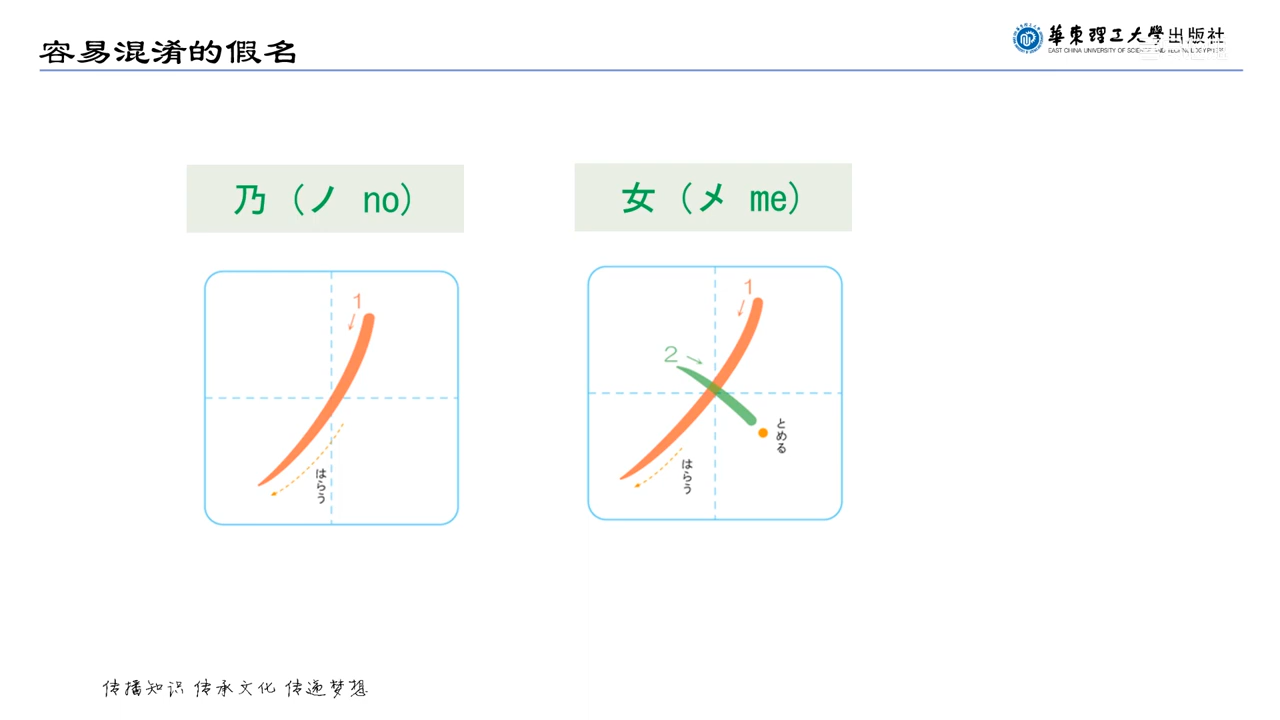 容易混淆的假名
華東理工大學出版社
乃（ノ no）
女（メ me）
1
はらう
1
2
とめる
はらう
传播知识 传承文化 传递梦想